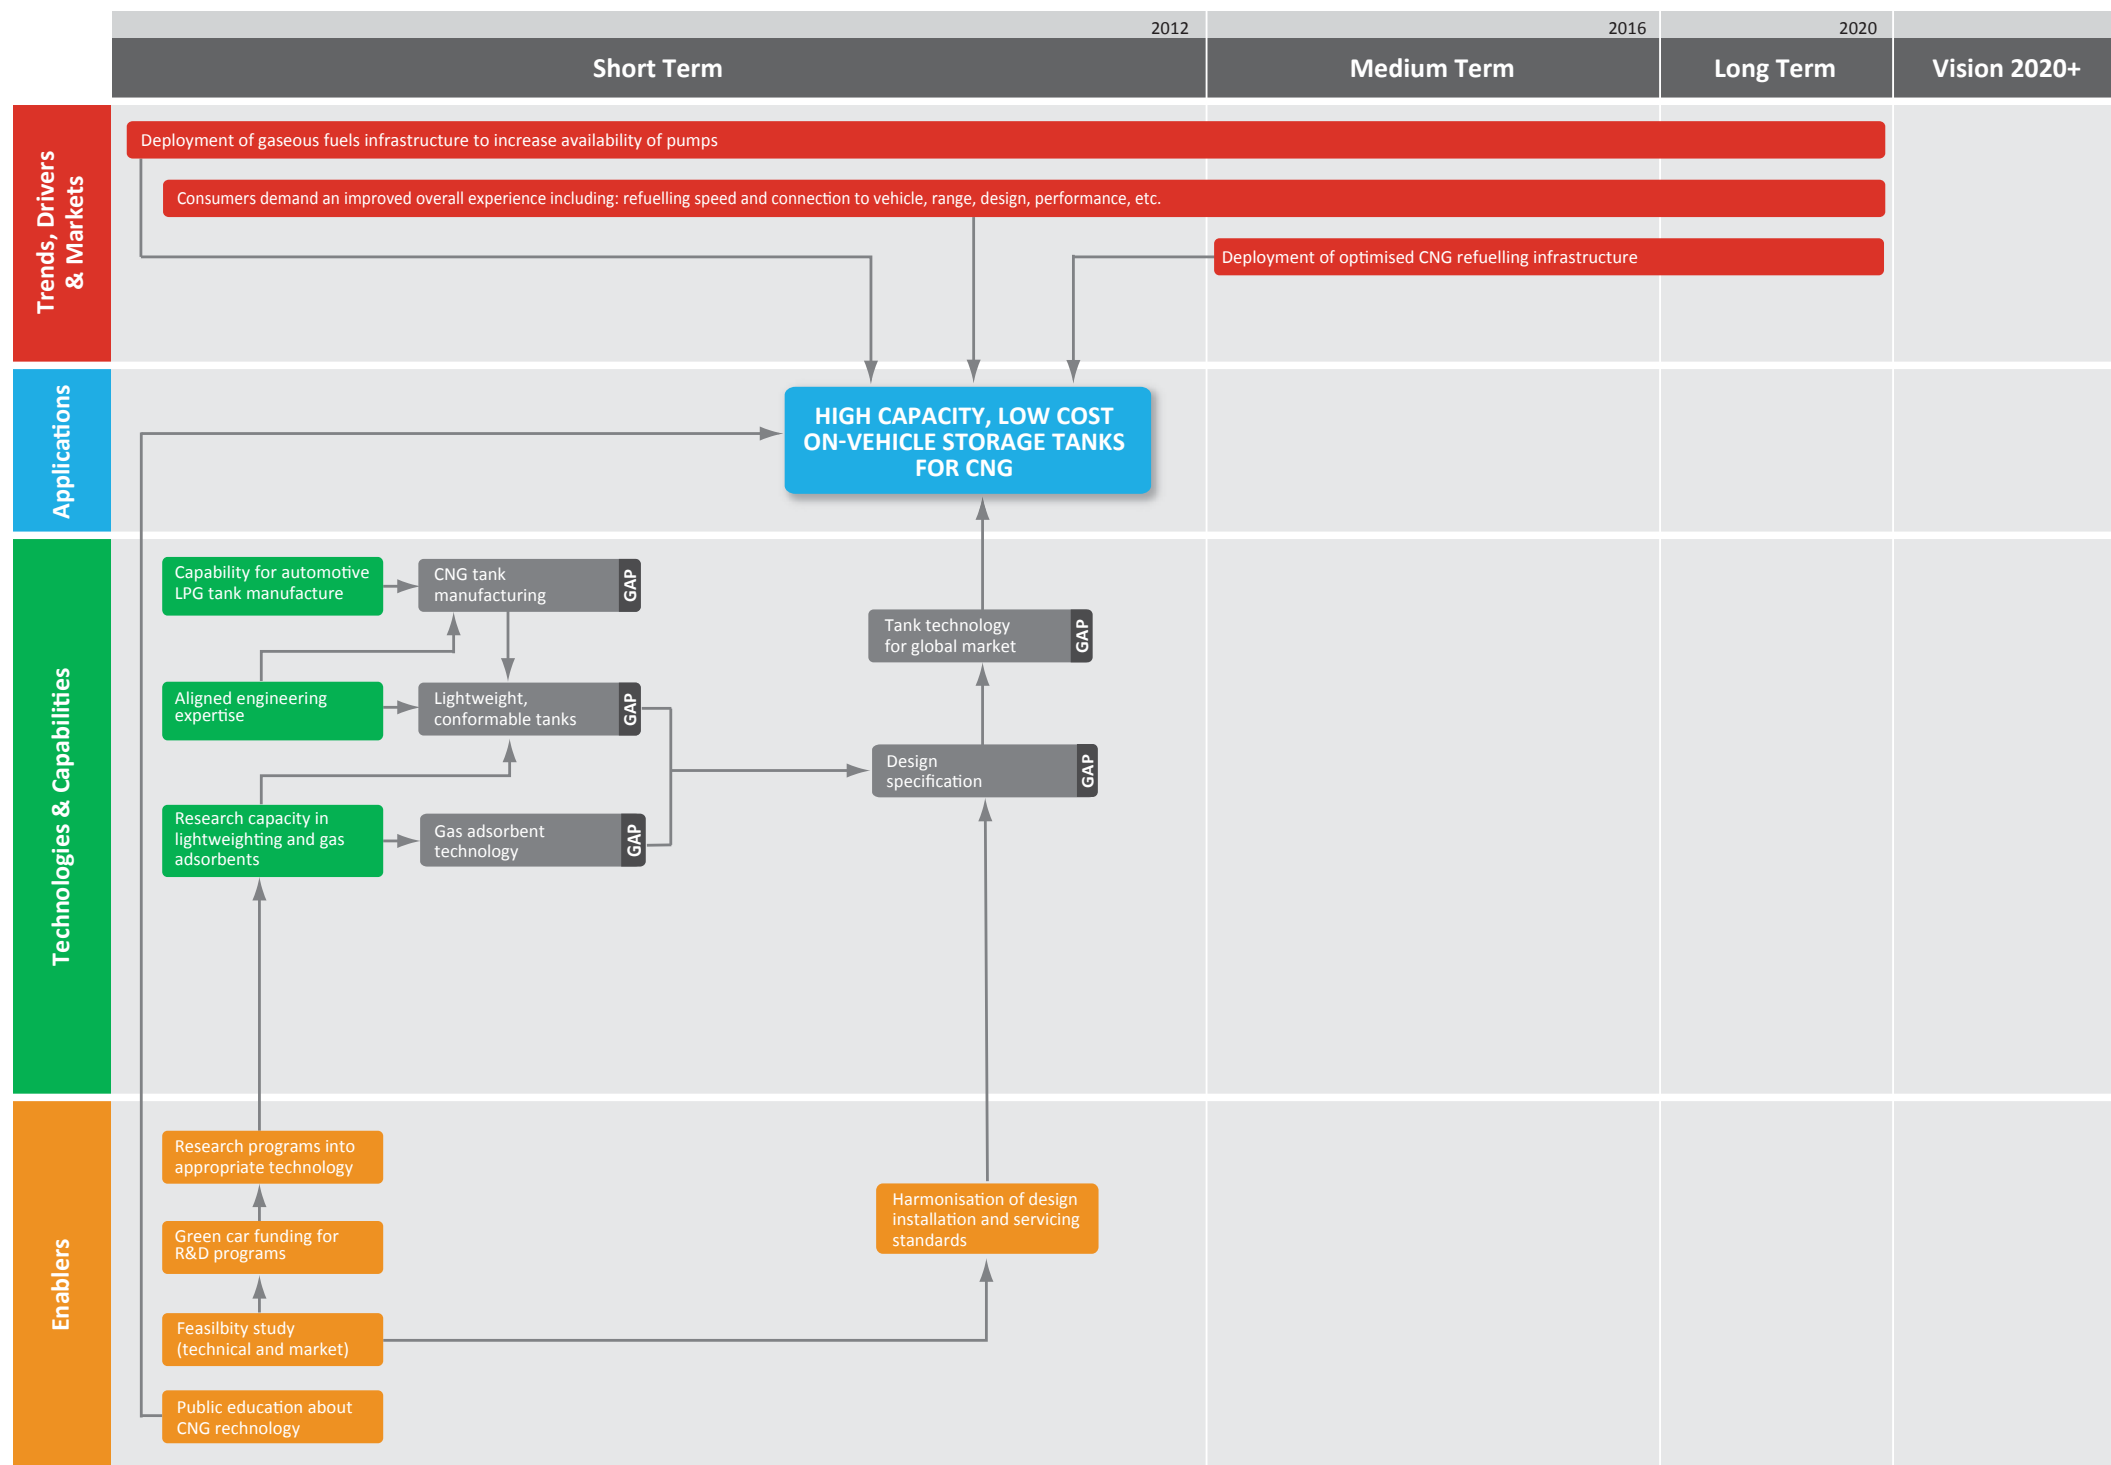 2012
2016
2020
Short Term
Medium Term
Long Term
Vision 2020+
Trends, Drivers
& Markets
Deployment of gaseous fuels infrastructure to increase availability of pumps
Consumers demand an improved overall experience including: refuelling speed and connection to vehicle, range, design, performance, etc.
Deployment of optimised CNG refuelling infrastructure
Applications
HIGH CAPACITY, LOW COST
ON-VEHICLE STORAGE TANKS
FOR CNG
Technologies & Capabilities
Capability for automotive
LPG tank manufacture
CNG tank
manufacturing
GAP
Tank technology
for global market
GAP
Aligned engineering
expertise
Lightweight,
conformable tanks
GAP
Design
specification
GAP
Research capacity in
lightweighting and gas
adsorbents
Gas adsorbent
technology
GAP
Enablers
Research programs into
appropriate technology
Harmonisation of design
installation and servicing
standards
Green car funding for
R&D programs
Feasilbity study
(technical and market)
Public education about
CNG rechnology